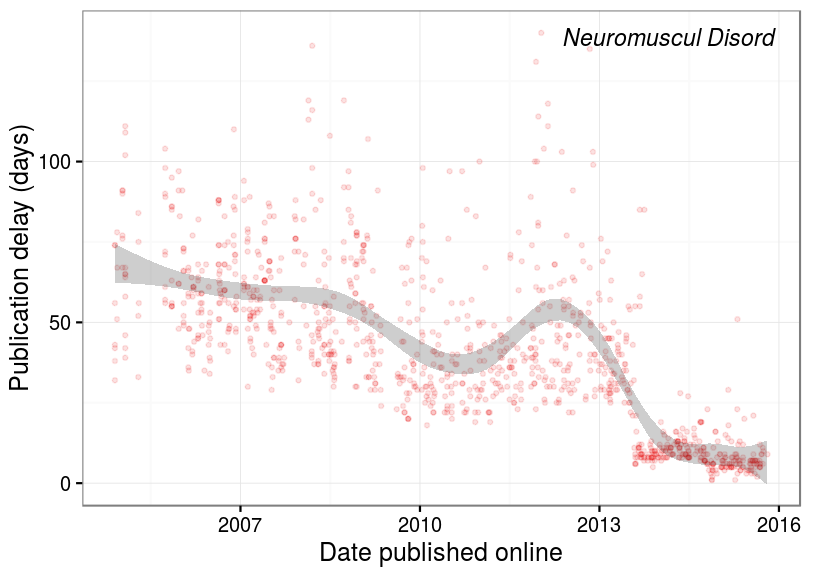 Neuromuscul Disord
Publication delay (days)
100
50
0
2007
2010
2013
2016
Date published online